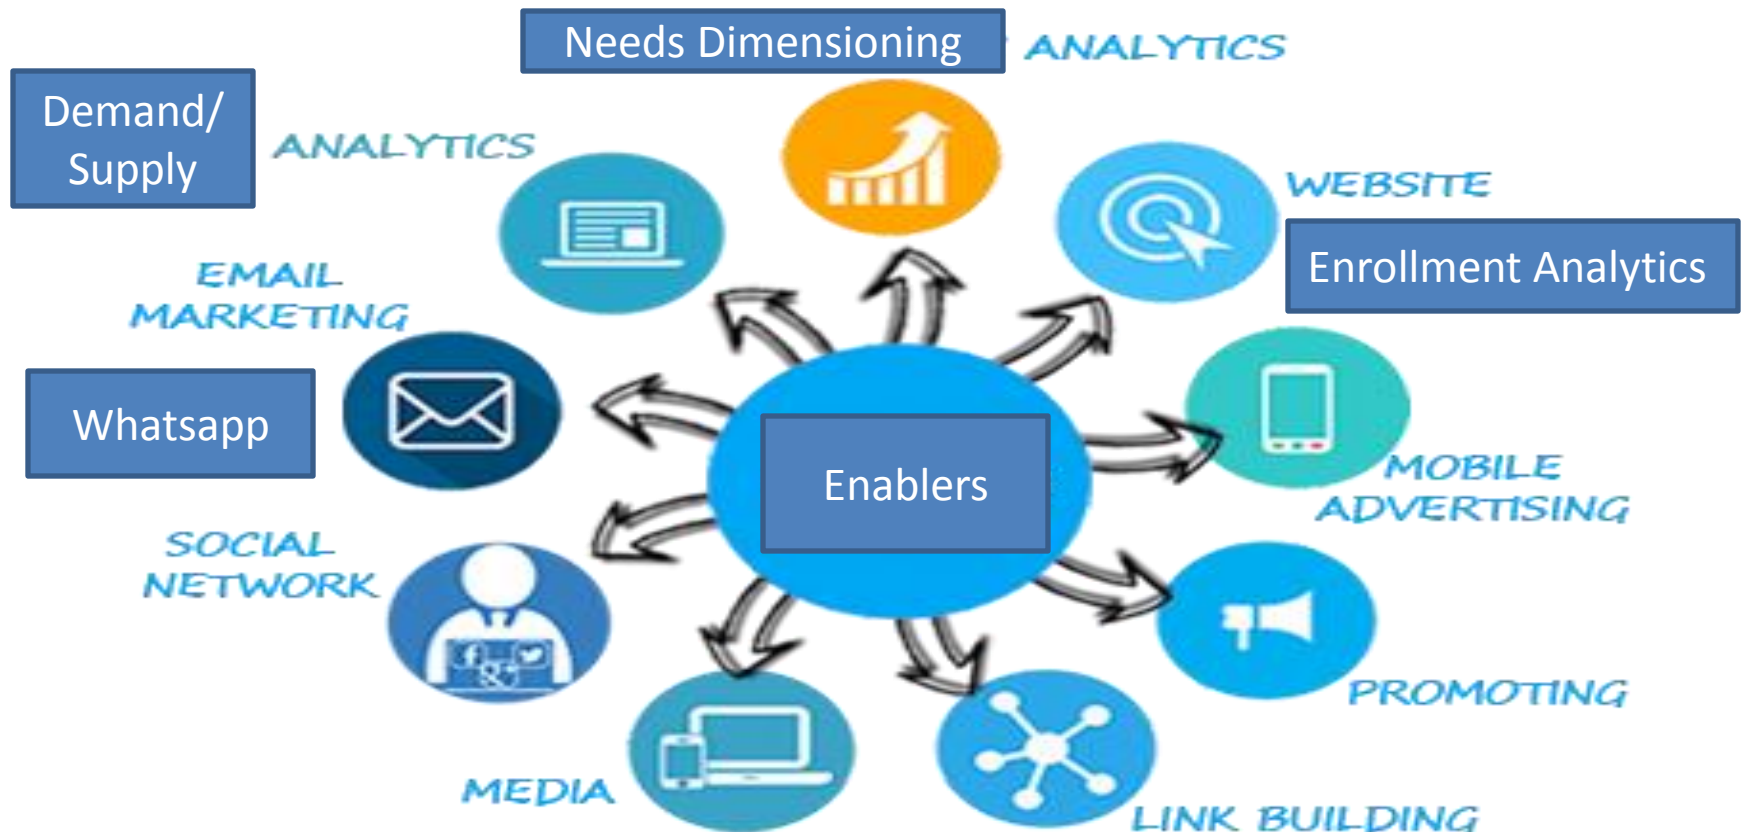 Needs Dimensioning ANALYTICS
Demand/
Supply
ANALYTICS
WEBSITE
Enrollment Analytics
EMAIL
MARKETING
Whatsapp
Enablers
MOBILE
ADVERTISING
SOCIAL
NETWORK
PROMOTING
MEDIA
LINK BUILDING